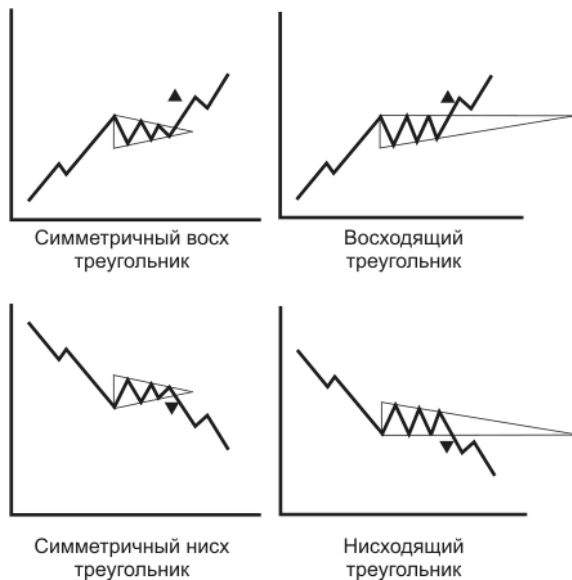 Симметричный восх
треугольник
Восходящий
треугольник
Симметричный нисх
треугольник
Нисходящий
треугольник